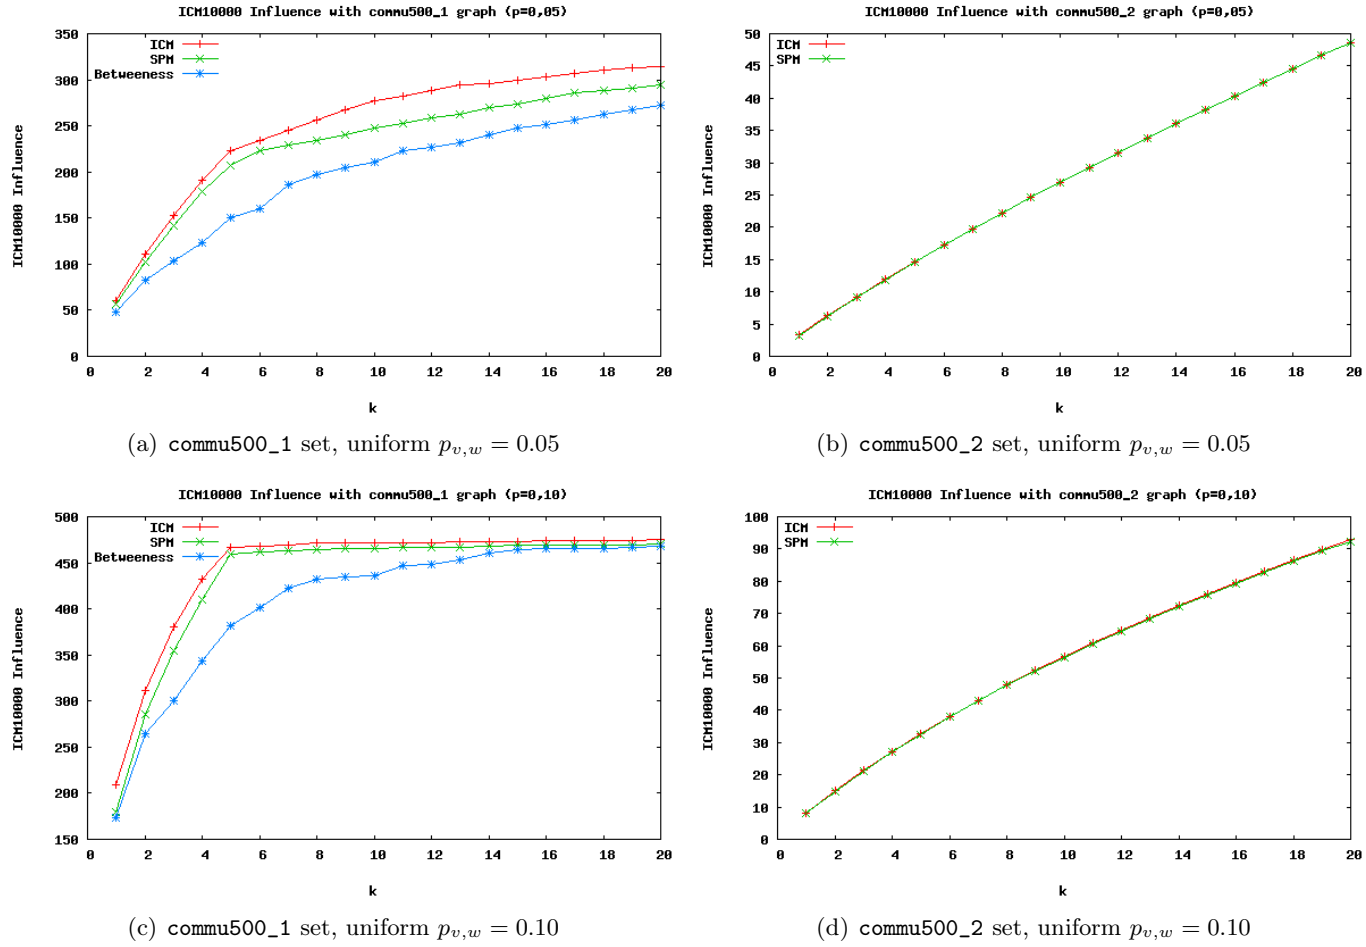 ICM10000 Influence with commu500_1 graph (p=0,05)
350
300
250
200
150
100
50
0
0 2 4 6 8 10 12 14 16 18 20
ICM10000 Influence
k
ICM
SPM
Betweeness
(a) commu500_1 set, uniform p_{v,w} = 0.05
ICM10000 Influence with commu500_2 graph (p=0,05)
50
45
40
35
30
25
20
15
10
5
0
0 2 4 6 8 10 12 14 16 18 20
ICM10000 Influence
k
ICM
SPM
(b) commu500_2 set, uniform p_{v,w} = 0.05
ICM10000 Influence with commu500_1 graph (p=0,10)
500
450
400
350
300
250
200
150
0 2 4 6 8 10 12 14 16 18 20
ICM10000 Influence
k
ICM
SPM
Betweeness
(c) commu500_1 set, uniform p_{v,w} = 0.10
ICM10000 Influence with commu500_2 graph (p=0,10)
100
90
80
70
60
50
40
30
20
10
0
0 2 4 6 8 10 12 14 16 18 20
ICM10000 Influence
k
ICM
SPM
(d) commu500_2 set, uniform p_{v,w} = 0.10